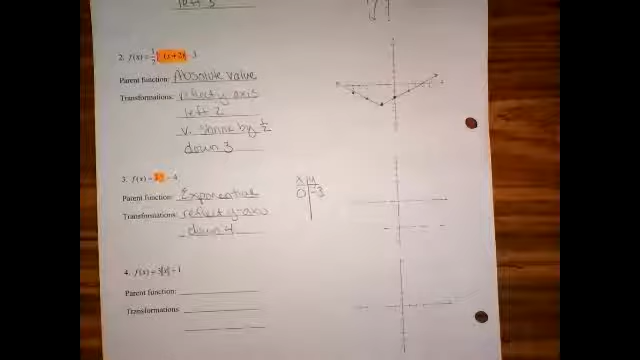 left 3
2. f(x) = 1/2|-(x+2)| - 3
Parent function: Absolute value
Transformations: reflect y axis
left 2
v. shrink by 1/2
down 3
3. f(x) = - 4
Parent function: Exponential
Transformations: reflect y-axis
down 4
x y
0 -3
4. f(x) = 3[x] - 1
Parent function:
Transformations: